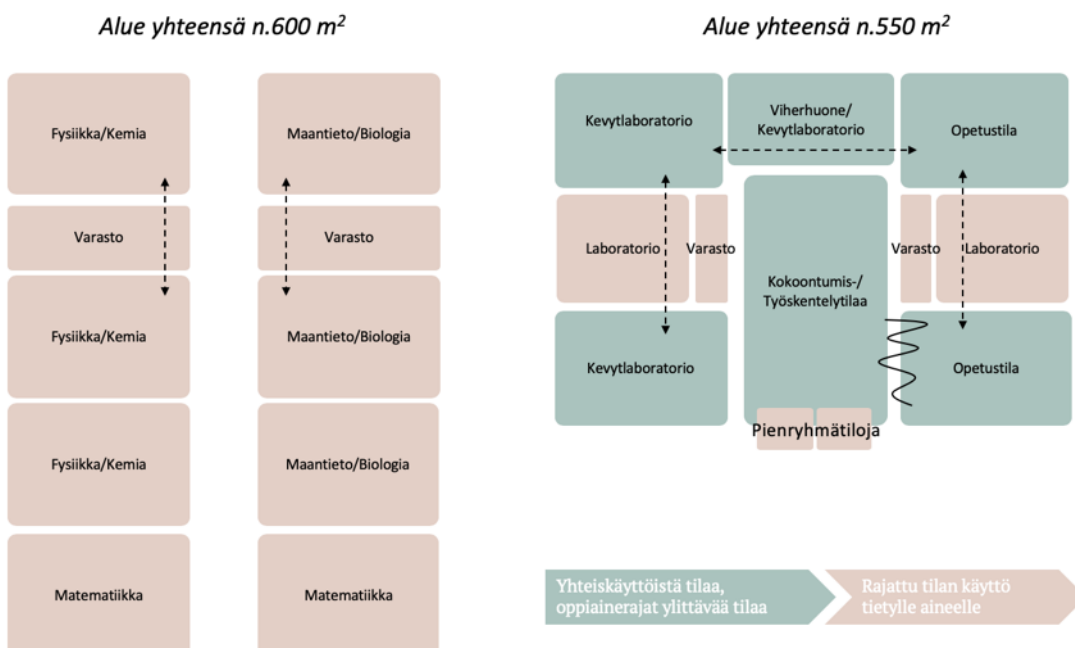 Alue yhteensä n.600 m²
Fysiikka/Kemia
Maantieto/Biologia
Varasto
Varasto
Fysiikka/Kemia
Maantieto/Biologia
Fysiikka/Kemia
Maantieto/Biologia
Matematiikka
Matematiikka
Alue yhteensä n.550 m²
Kevytlaboratorio
Viherhuone/
Kevytlaboratorio
Opetustila
Laboratorio
Varasto
Kokoontumis-/
Työskentelytilaa
Varasto
Laboratorio
Kevytlaboratorio
Opetustila
Pienryhmätiloja
Yhteiskäyttöistä tilaa,
oppiainerajat ylittävää tilaa
Rajattu tilan käyttö
tietylle aineelle